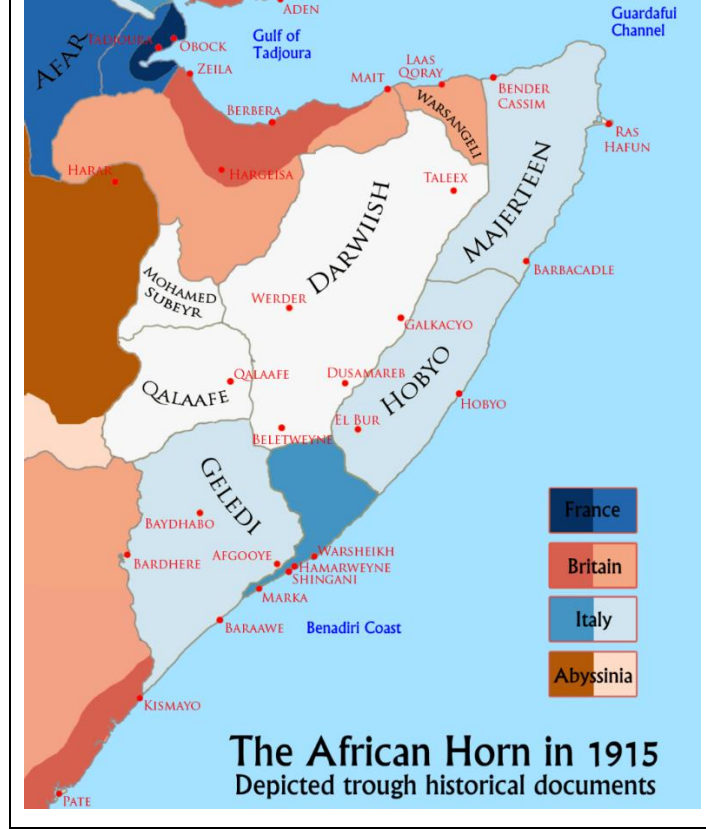 ADEN
Guardafui
Channel
TADJOURA
OBOCK
Gulf of
Tadjoura
AFAR
ZEILA
LAAS
QORAY
MAIT
BENDER
CASSIM
WARSANGELI
BERBERA
RAS
HAFUN
HARAR
HARGEISA
TALEEX
DARWIISH
MAJERTEEN
BARBACADLE
MOHAMED
SUBEYR
WERDER
GALKACYO
QALAAFE
QALAAFE
DUSAMAREB
HOBYO
HOBYO
EL BUR
BELETWEYNE
GELEDI
BAYDHABO
France
BARDHERE
AFGOOYE
WARSHEIKH
HAMARWEYNE
SHINGANI
Britain
MARKA
BARAAWE
Benadiri Coast
Italy
Abyssinia
KISMAYO
The African Horn in 1915
Depicted trough historical documents
PATE